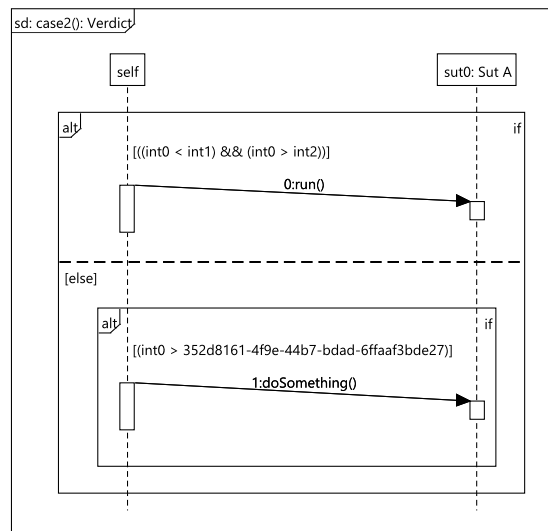 sd: case2(): Verdict
self
sut0: Sut A
alt
if
[((int0 < int1) && (int0 > int2))]
0:run()
[else]
alt
if
[(int0 > 352d8161-4f9e-44b7-bdad-6ffaaf3bde27)]
1:doSomething()